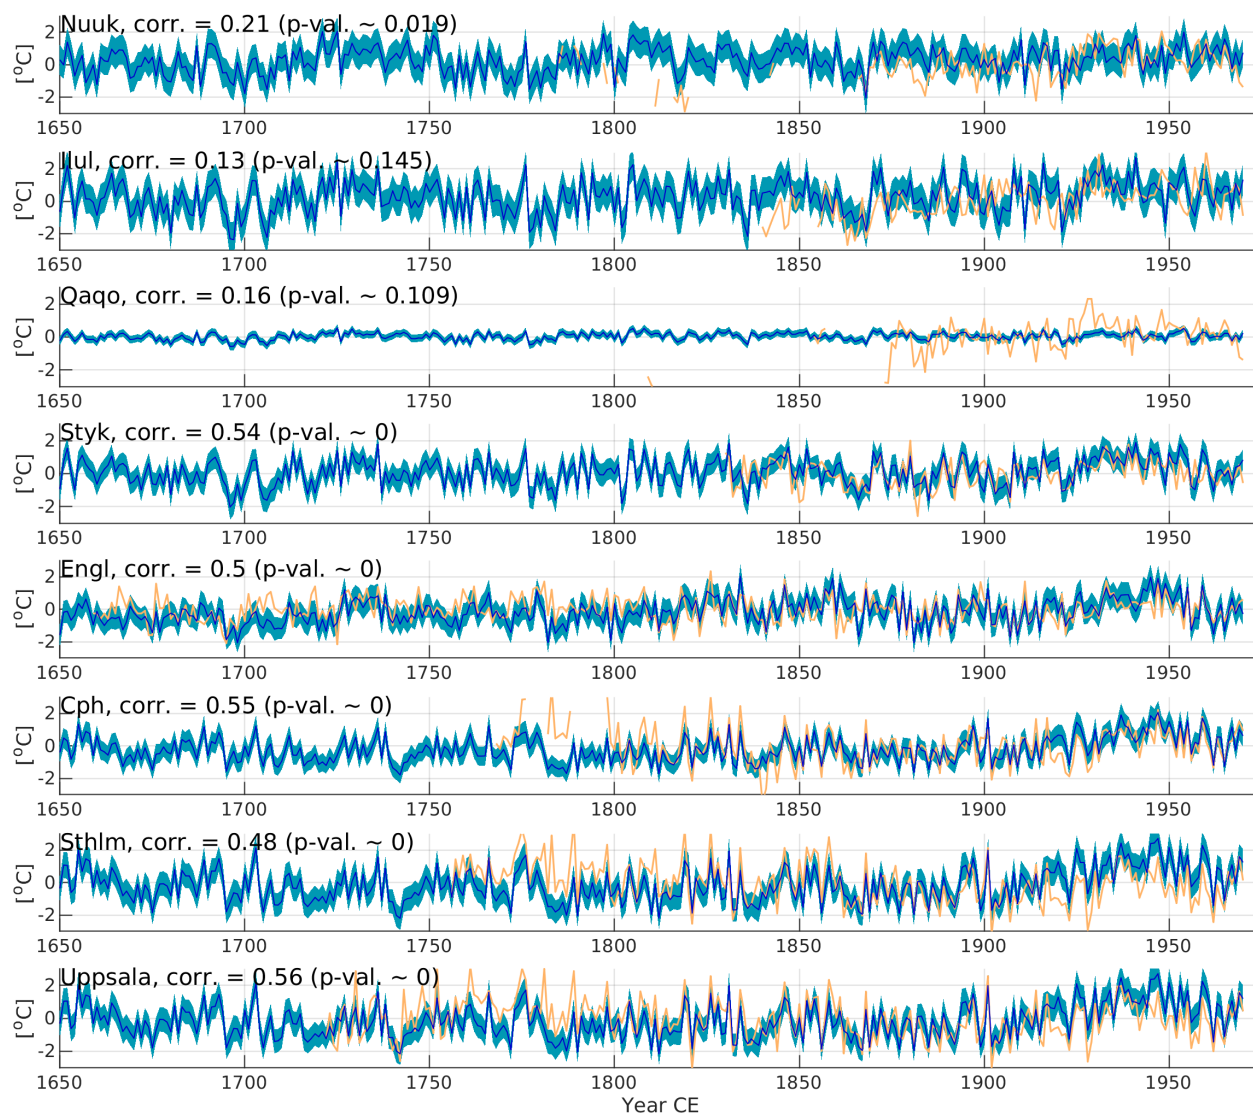 Nuuk, corr. = 0.21 (p-val. ~ 0.019)
[°C]
2
0
-2
1650 1700 1750 1800 1850 1900 1950
Ilul, corr. = 0.13 (p-val. ~ 0.145)
[°C]
2
0
-2
1650 1700 1750 1800 1850 1900 1950
Qaqo, corr. = 0.16 (p-val. ~ 0.109)
[°C]
2
0
-2
1650 1700 1750 1800 1850 1900 1950
Styk, corr. = 0.54 (p-val. ~ 0)
[°C]
2
0
-2
1650 1700 1750 1800 1850 1900 1950
Engl, corr. = 0.5 (p-val. ~ 0)
[°C]
2
0
-2
1650 1700 1750 1800 1850 1900 1950
Cph, corr. = 0.55 (p-val. ~ 0)
[°C]
2
0
-2
1650 1700 1750 1800 1850 1900 1950
Sthlm, corr. = 0.48 (p-val. ~ 0)
[°C]
2
0
-2
1650 1700 1750 1800 1850 1900 1950
Uppsala, corr. = 0.56 (p-val. ~ 0)
[°C]
2
0
-2
1650 1700 1750 1800 1850 1900 1950
Year CE